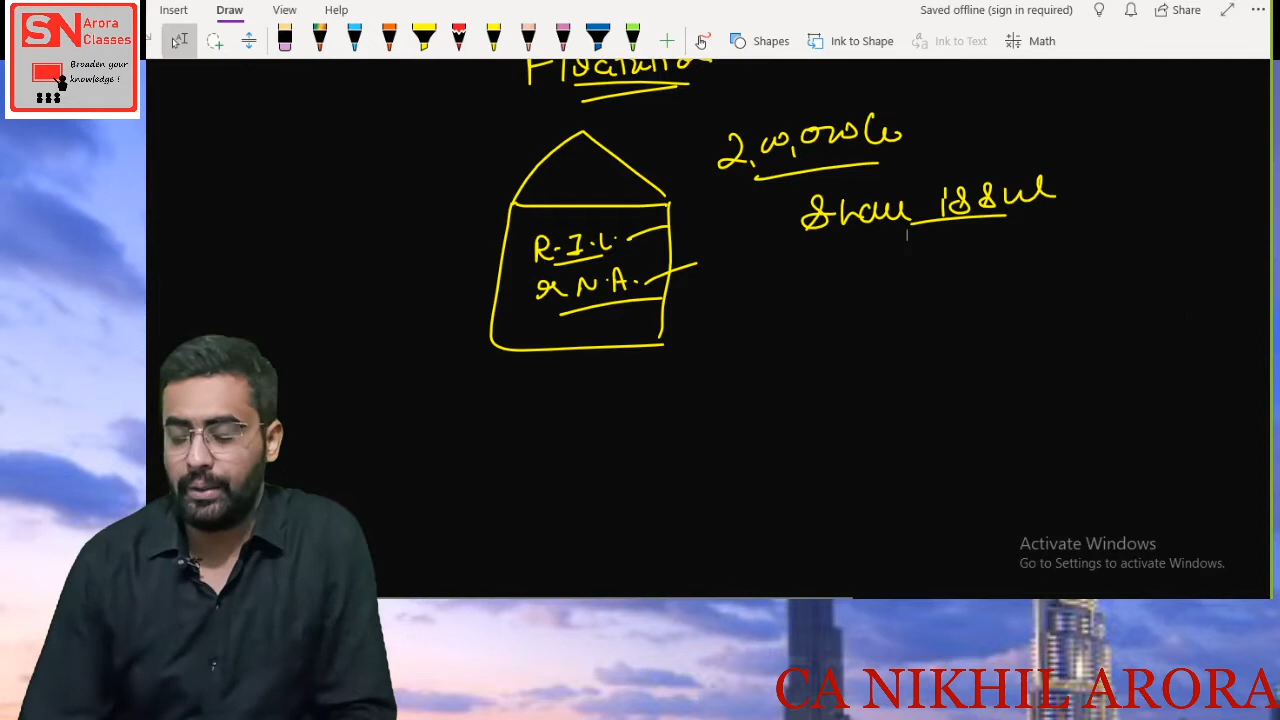 SN Arora Classes
Broaden your knowledge !
Insert Draw View Help
Saved offline (sign in required) Share
Shapes Ink to Shape Ink to Text Math
2,00,000 Co
Share issue
R.I.L.
N.A.
Activate Windows
Go to Settings to activate Windows.
CA NIKHIL ARORA